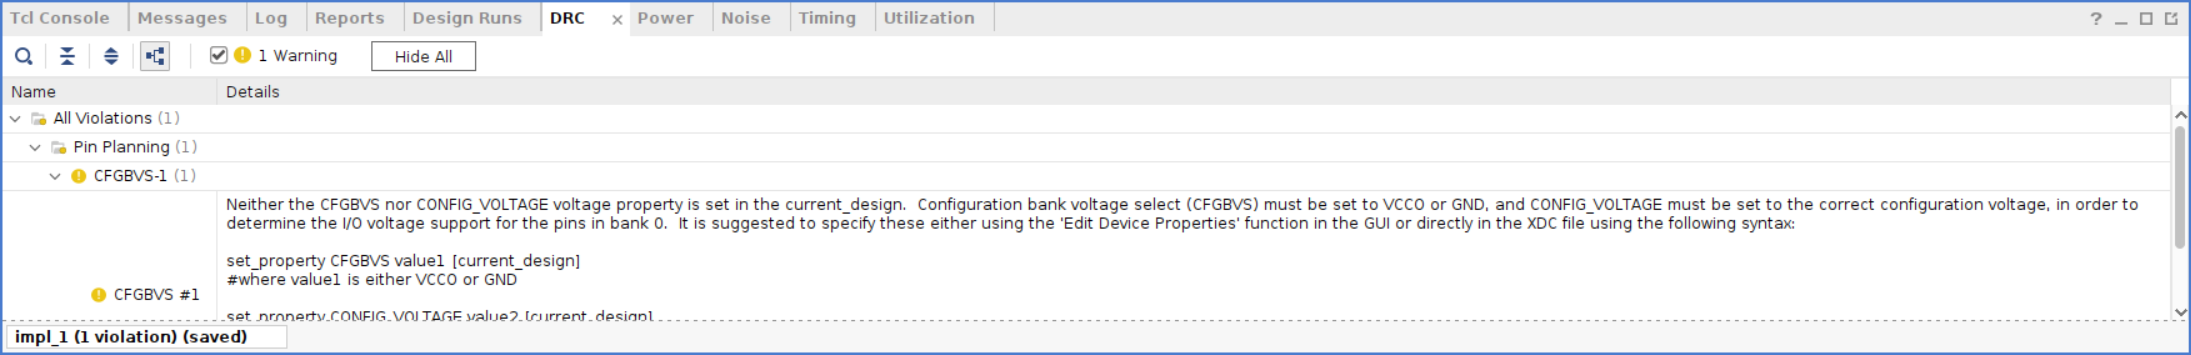 Tcl Console Messages Log Reports Design Runs DRC × Power Noise Timing Utilization ?
1 Warning Hide All
Name Details
All Violations (1)
Pin Planning (1)
CFGBVS-1 (1)
Neither the CFGBVS nor CONFIG_VOLTAGE voltage property is set in the current_design.  Configuration bank voltage select (CFGBVS) must be set to VCCO or GND, and CONFIG_VOLTAGE must be set to the correct configuration voltage, in order to
determine the I/O voltage support for the pins in bank 0.  It is suggested to specify these either using the 'Edit Device Properties' function in the GUI or directly in the XDC file using the following syntax:
set_property CFGBVS value1 [current_design]
#where value1 is either VCCO or GND
CFGBVS #1
set_property CONFIG_VOLTAGE value2 [current_design]
impl_1 (1 violation) (saved)